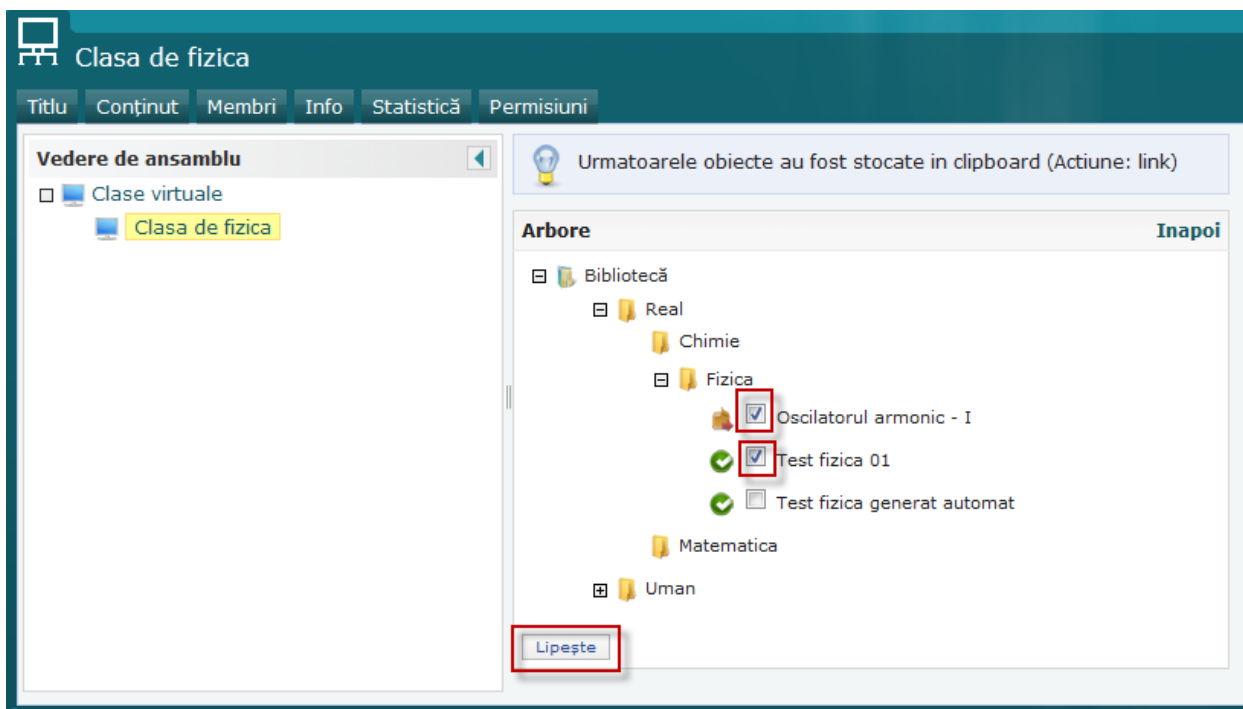 Clasa de fizica
Titlu Conținut Membri Info Statistică Permisiuni
Vedere de ansamblu
Clase virtuale
Clasa de fizica
Urmatoarele obiecte au fost stocate in clipboard (Actiune: link)
Arbore Inapoi
Bibliotecă
Real
Chimie
Fizica
Oscilatorul armonic - I
Test fizica 01
Test fizica generat automat
Matematica
Uman
Lipește